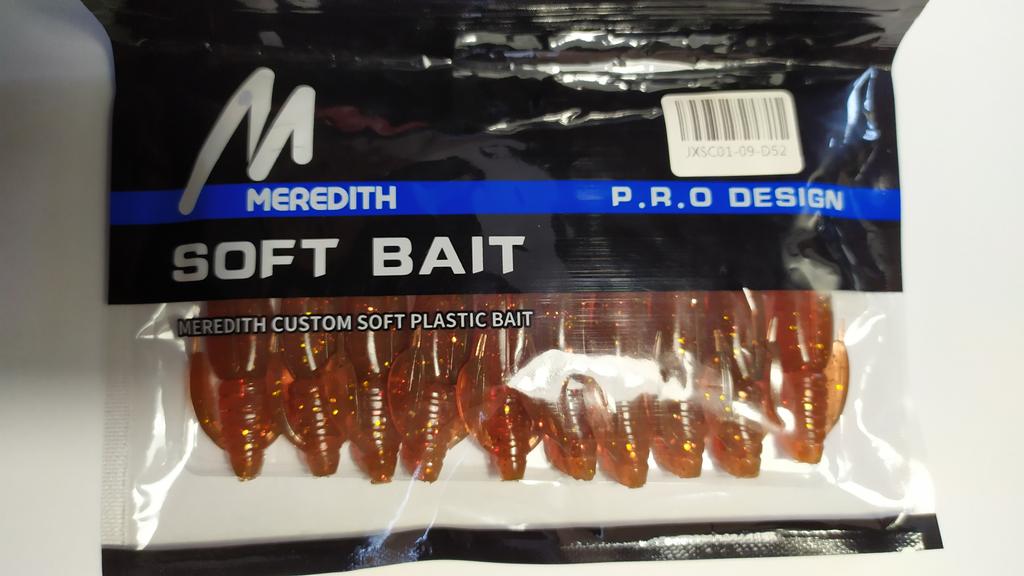 M
JXSC01-09-D52
MEREDITH
P.R.O DESIGN
SOFT BAIT
MEREDITH CUSTOM SOFT PLASTIC BAIT